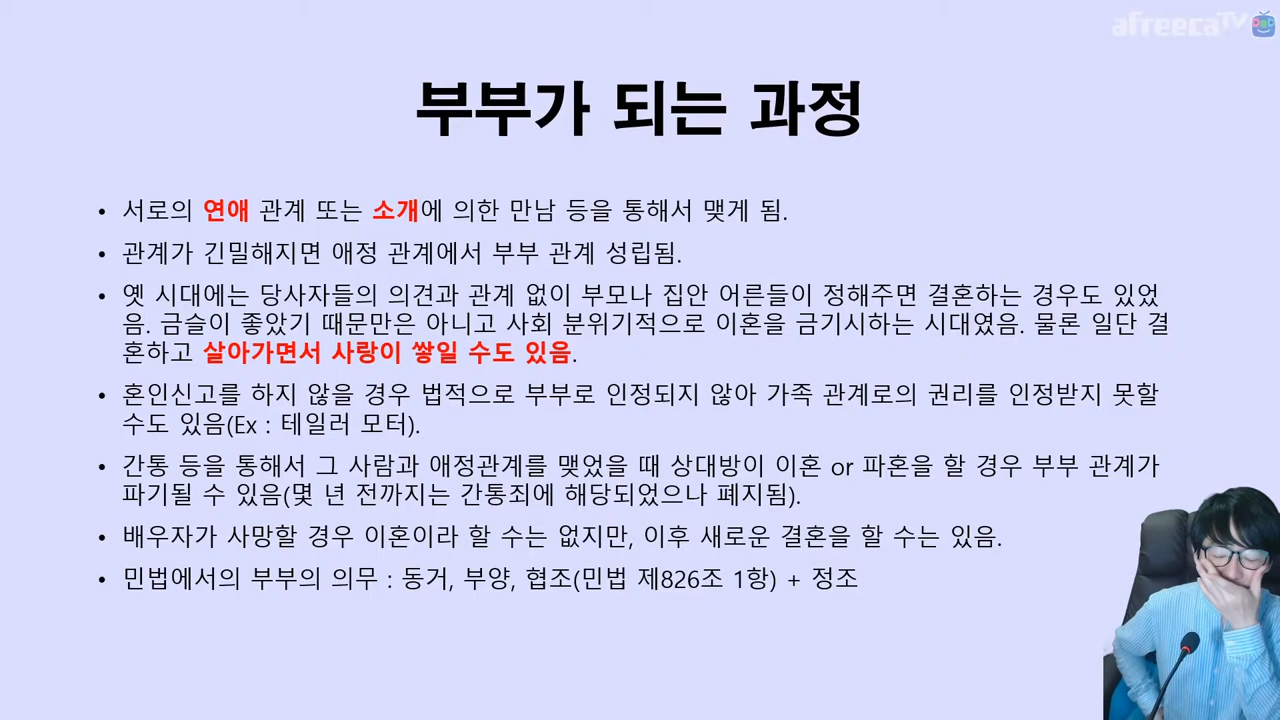 afreecaTV
부부가 되는 과정
• 서로의 연애 관계 또는 소개에 의한 만남 등을 통해서 맺게 됨.
• 관계가 긴밀해지면 애정 관계에서 부부 관계 성립됨.
• 옛 시대에는 당사자들의 의견과 관계 없이 부모나 집안 어른들이 정해주면 결혼하는 경우도 있었
음. 금슬이 좋았기 때문만은 아니고 사회 분위기적으로 이혼을 금기시하는 시대였음. 물론 일단 결
혼하고 살아가면서 사랑이 쌓일 수도 있음.
• 혼인신고를 하지 않을 경우 법적으로 부부로 인정되지 않아 가족 관계로의 권리를 인정받지 못할
수도 있음(Ex : 테일러 모터).
• 간통 등을 통해서 그 사람과 애정관계를 맺었을 때 상대방이 이혼 or 파혼을 할 경우 부부 관계가
파기될 수 있음(몇 년 전까지는 간통죄에 해당되었으나 폐지됨).
• 배우자가 사망할 경우 이혼이라 할 수는 없지만, 이후 새로운 결혼을 할 수는 있음.
• 민법에서의 부부의 의무 : 동거, 부양, 협조(민법 제826조 1항) + 정조